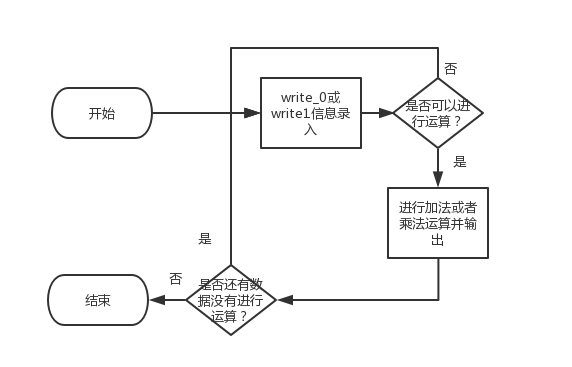 开始
write_0或
write1信息录
入
否
是否可以进
行运算？
是
进行加法或者
乘法运算并输
出
是
是否还有数
据没有进行
运算？
否
结束